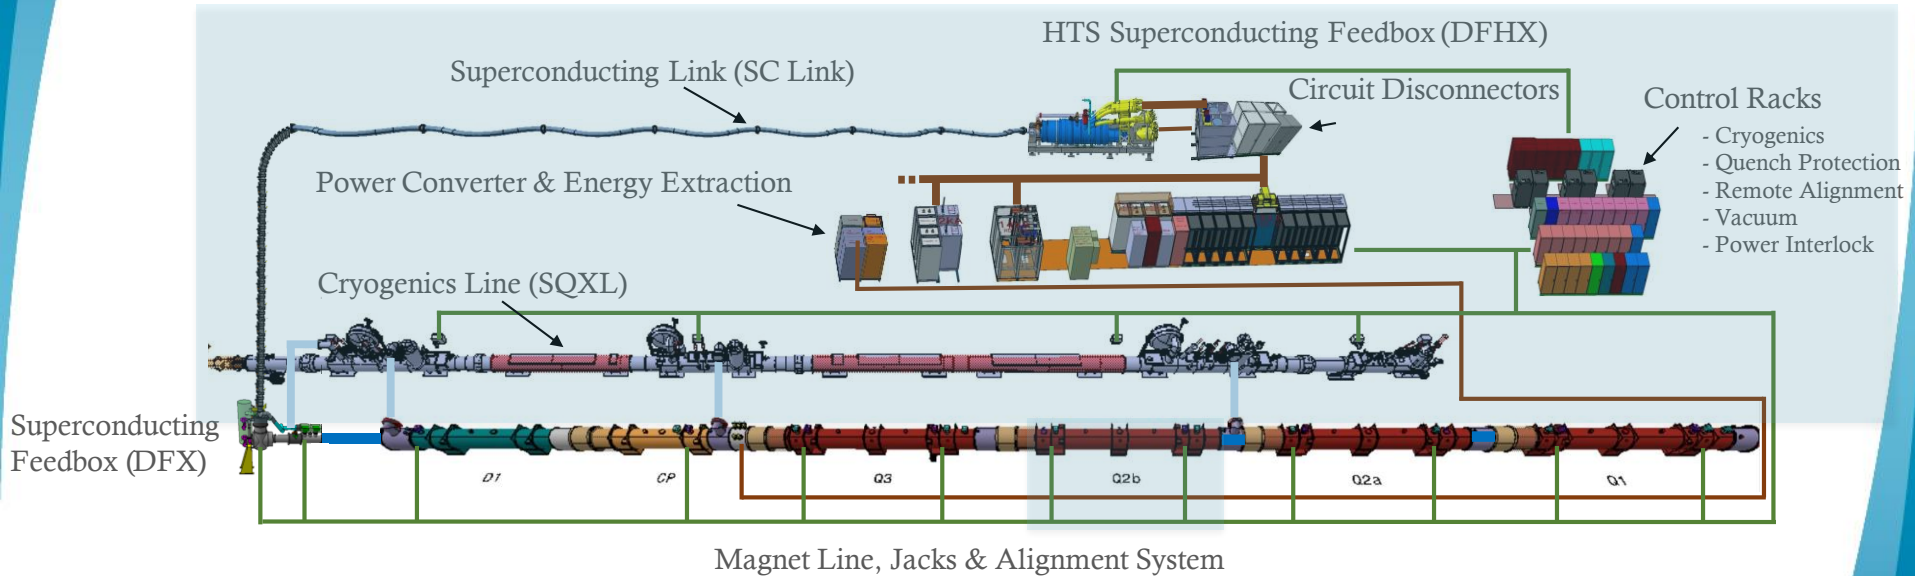 HTS Superconducting Feedbox (DFHX)
Superconducting Link (SC Link)
Circuit Disconnectors
Control Racks
- Cryogenics
- Quench Protection
- Remote Alignment
- Vacuum
- Power Interlock
Power Converter & Energy Extraction
Cryogenics Line (SQXL)
Superconducting
Feedbox (DFX)
D1
CP
Q3
Q2b
Q2a
Q1
Magnet Line, Jacks & Alignment System